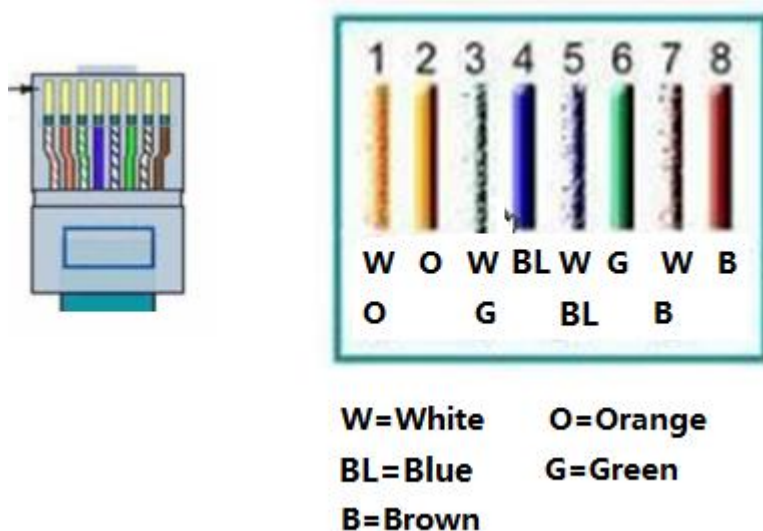 1 2 3 4 5 6 7 8
W O W BL W G W B
O G BL B
W=White O=Orange
BL=Blue G=Green
B=Brown